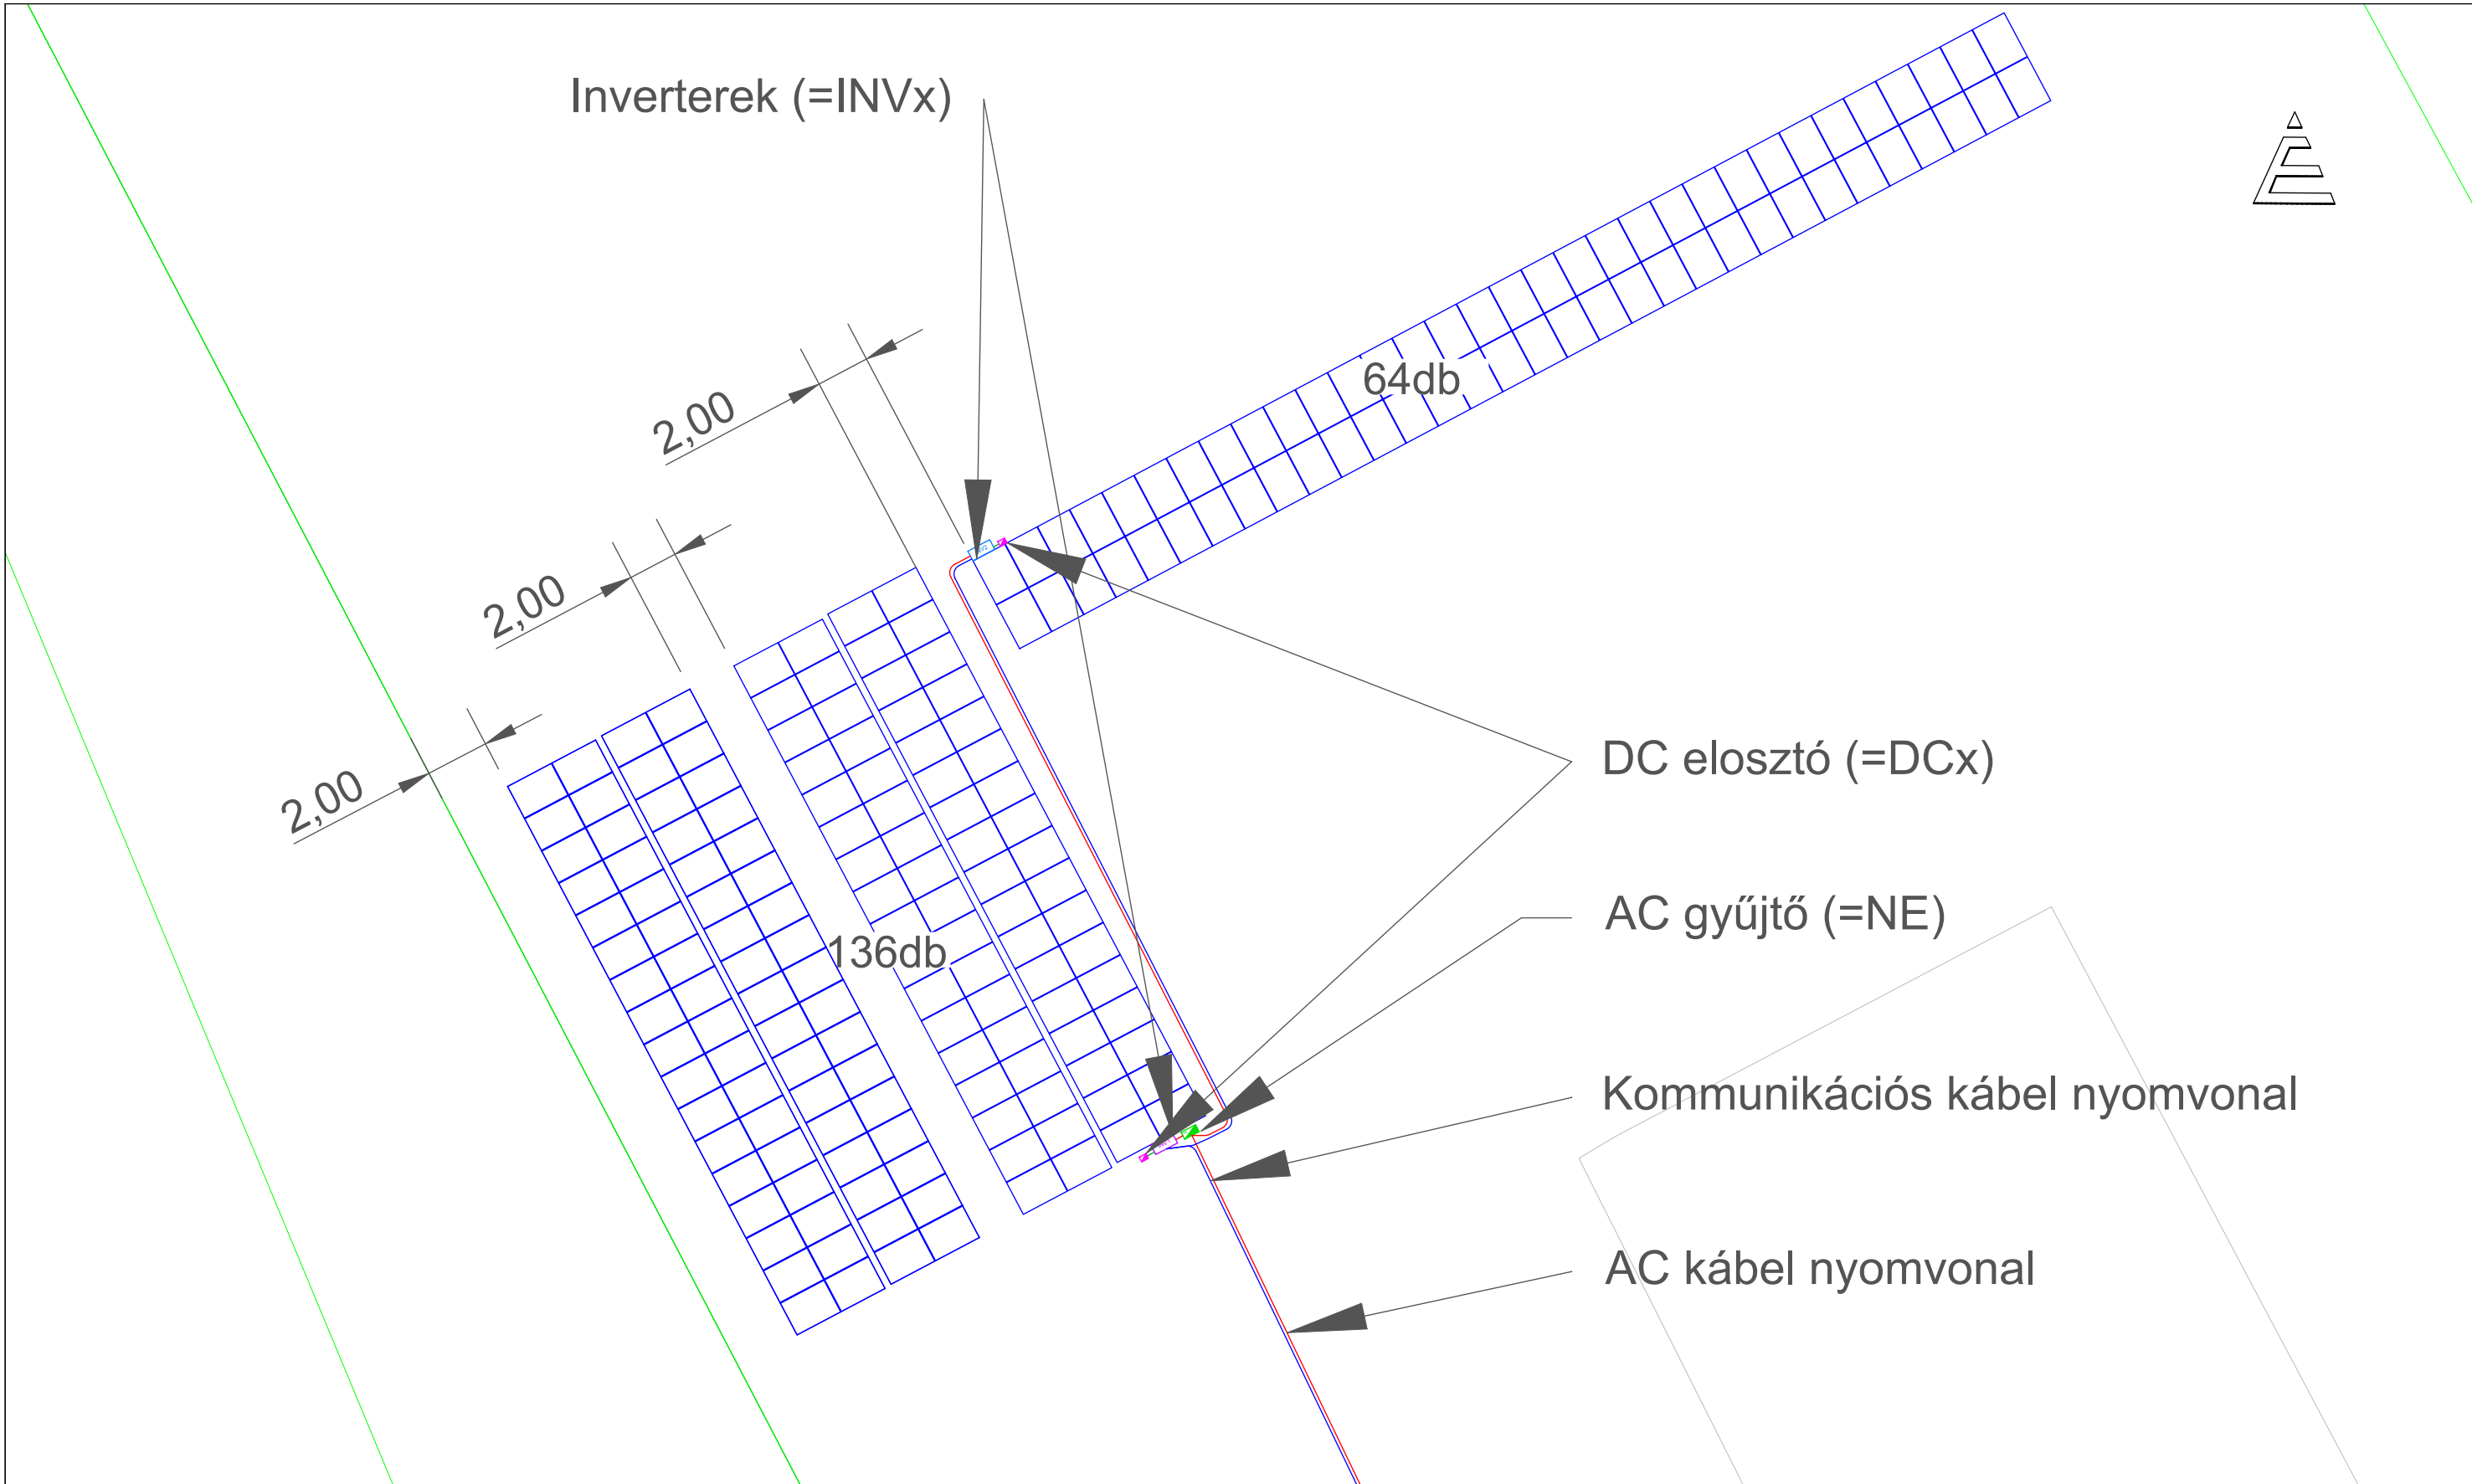 Inverterek (=INVx)
64db
2,00
2,00
2,00
DC elosztó (=DCx)
AC gyűjtő (=NE)
136db
Kommunikációs kábel nyomvonal
AC kábel nyomvonal